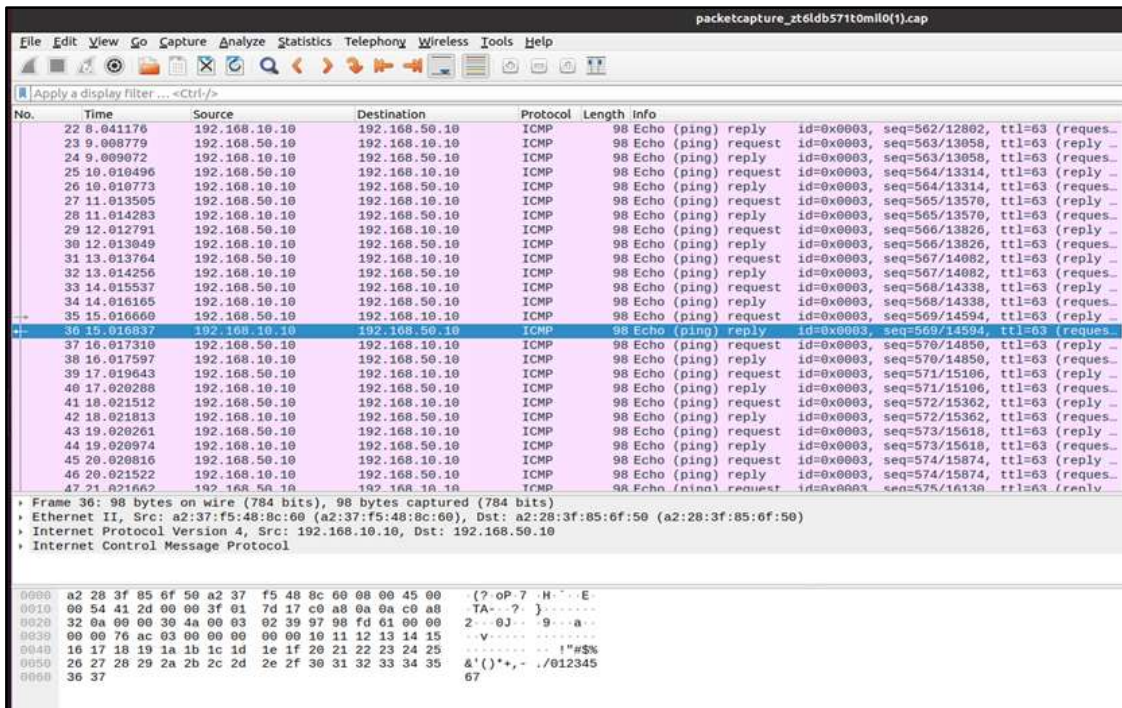 packetcapture_zt6ldb571t0mil0(1).cap
File Edit View Go Capture Analyze Statistics Telephony Wireless Tools Help
Apply a display filter ... <Ctrl-/>
No. Time Source Destination Protocol Length Info
22 8.041176 192.168.10.10 192.168.50.10 ICMP 98 Echo (ping) reply id=0x0003, seq=562/12802, ttl=63 (reques…
23 9.008779 192.168.50.10 192.168.10.10 ICMP 98 Echo (ping) request id=0x0003, seq=563/13058, ttl=63 (reply …
24 9.009072 192.168.10.10 192.168.50.10 ICMP 98 Echo (ping) reply id=0x0003, seq=563/13058, ttl=63 (reques…
25 10.010496 192.168.50.10 192.168.10.10 ICMP 98 Echo (ping) request id=0x0003, seq=564/13314, ttl=63 (reply …
26 10.010773 192.168.10.10 192.168.50.10 ICMP 98 Echo (ping) reply id=0x0003, seq=564/13314, ttl=63 (reques…
27 11.013505 192.168.50.10 192.168.10.10 ICMP 98 Echo (ping) request id=0x0003, seq=565/13570, ttl=63 (reply …
28 11.014283 192.168.10.10 192.168.50.10 ICMP 98 Echo (ping) reply id=0x0003, seq=565/13570, ttl=63 (reques…
29 12.012791 192.168.50.10 192.168.10.10 ICMP 98 Echo (ping) request id=0x0003, seq=566/13826, ttl=63 (reply …
30 12.013049 192.168.10.10 192.168.50.10 ICMP 98 Echo (ping) reply id=0x0003, seq=566/13826, ttl=63 (reques…
31 13.013764 192.168.50.10 192.168.10.10 ICMP 98 Echo (ping) request id=0x0003, seq=567/14082, ttl=63 (reply …
32 13.014256 192.168.10.10 192.168.50.10 ICMP 98 Echo (ping) reply id=0x0003, seq=567/14082, ttl=63 (reques…
33 14.015537 192.168.50.10 192.168.10.10 ICMP 98 Echo (ping) request id=0x0003, seq=568/14338, ttl=63 (reply …
34 14.016165 192.168.10.10 192.168.50.10 ICMP 98 Echo (ping) reply id=0x0003, seq=568/14338, ttl=63 (reques…
35 15.016660 192.168.50.10 192.168.10.10 ICMP 98 Echo (ping) request id=0x0003, seq=569/14594, ttl=63 (reply …
36 15.016837 192.168.10.10 192.168.50.10 ICMP 98 Echo (ping) reply id=0x0003, seq=569/14594, ttl=63 (reques…
37 16.017310 192.168.50.10 192.168.10.10 ICMP 98 Echo (ping) request id=0x0003, seq=570/14850, ttl=63 (reply …
38 16.017597 192.168.10.10 192.168.50.10 ICMP 98 Echo (ping) reply id=0x0003, seq=570/14850, ttl=63 (reques…
39 17.019643 192.168.50.10 192.168.10.10 ICMP 98 Echo (ping) request id=0x0003, seq=571/15106, ttl=63 (reply …
40 17.020288 192.168.10.10 192.168.50.10 ICMP 98 Echo (ping) reply id=0x0003, seq=571/15106, ttl=63 (reques…
41 18.021512 192.168.50.10 192.168.10.10 ICMP 98 Echo (ping) request id=0x0003, seq=572/15362, ttl=63 (reply …
42 18.021813 192.168.10.10 192.168.50.10 ICMP 98 Echo (ping) reply id=0x0003, seq=572/15362, ttl=63 (reques…
43 19.020261 192.168.50.10 192.168.10.10 ICMP 98 Echo (ping) request id=0x0003, seq=573/15618, ttl=63 (reply …
44 19.020974 192.168.10.10 192.168.50.10 ICMP 98 Echo (ping) reply id=0x0003, seq=573/15618, ttl=63 (reques…
45 20.020816 192.168.50.10 192.168.10.10 ICMP 98 Echo (ping) request id=0x0003, seq=574/15874, ttl=63 (reply …
46 20.021522 192.168.10.10 192.168.50.10 ICMP 98 Echo (ping) reply id=0x0003, seq=574/15874, ttl=63 (reques…
47 21.021662 192.168.50.10 192.168.10.10 ICMP 98 Echo (ping) request id=0x0003, seq=575/16130, ttl=63 (reply
Frame 36: 98 bytes on wire (784 bits), 98 bytes captured (784 bits)
Ethernet II, Src: a2:37:f5:48:8c:60 (a2:37:f5:48:8c:60), Dst: a2:28:3f:85:6f:50 (a2:28:3f:85:6f:50)
Internet Protocol Version 4, Src: 192.168.10.10, Dst: 192.168.50.10
Internet Control Message Protocol
0000 a2 28 3f 85 6f 50 a2 37 f5 48 8c 60 08 00 45 00 ·(?·oP·7 ·H·`··E·
0010 00 54 41 2d 00 00 3f 01 7d 17 c0 a8 0a 0a c0 a8 ·TA-··?· }·······
0020 32 0a 00 00 30 4a 00 03 02 39 97 98 fd 61 00 00 2···0J·· ·9···a··
0030 00 00 76 ac 03 00 00 00 00 00 10 11 12 13 14 15 ··v····· ········
0040 16 17 18 19 1a 1b 1c 1d 1e 1f 20 21 22 23 24 25 ········ ·· !"#$%
0050 26 27 28 29 2a 2b 2c 2d 2e 2f 30 31 32 33 34 35 &'()*+,- ./012345
0060 36 37 67